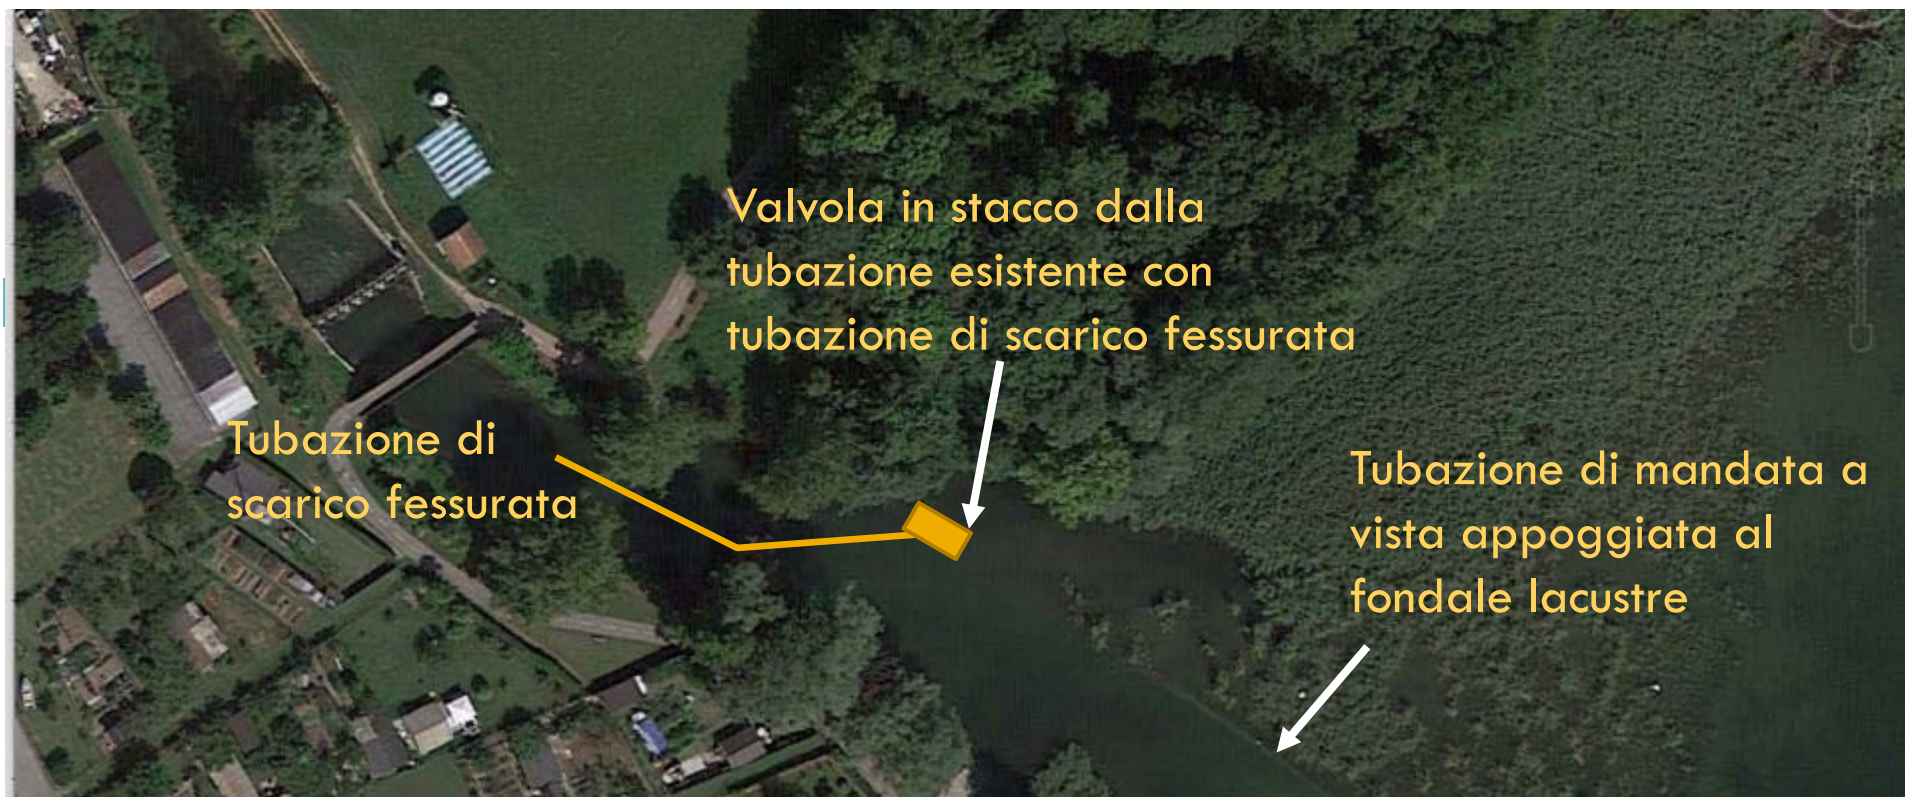 Valvola in stacco dalla
tubazione esistente con
tubazione di scarico fessurata
Tubazione di
scarico fessurata
Tubazione di mandata a
vista appoggiata al
fondale lacustre